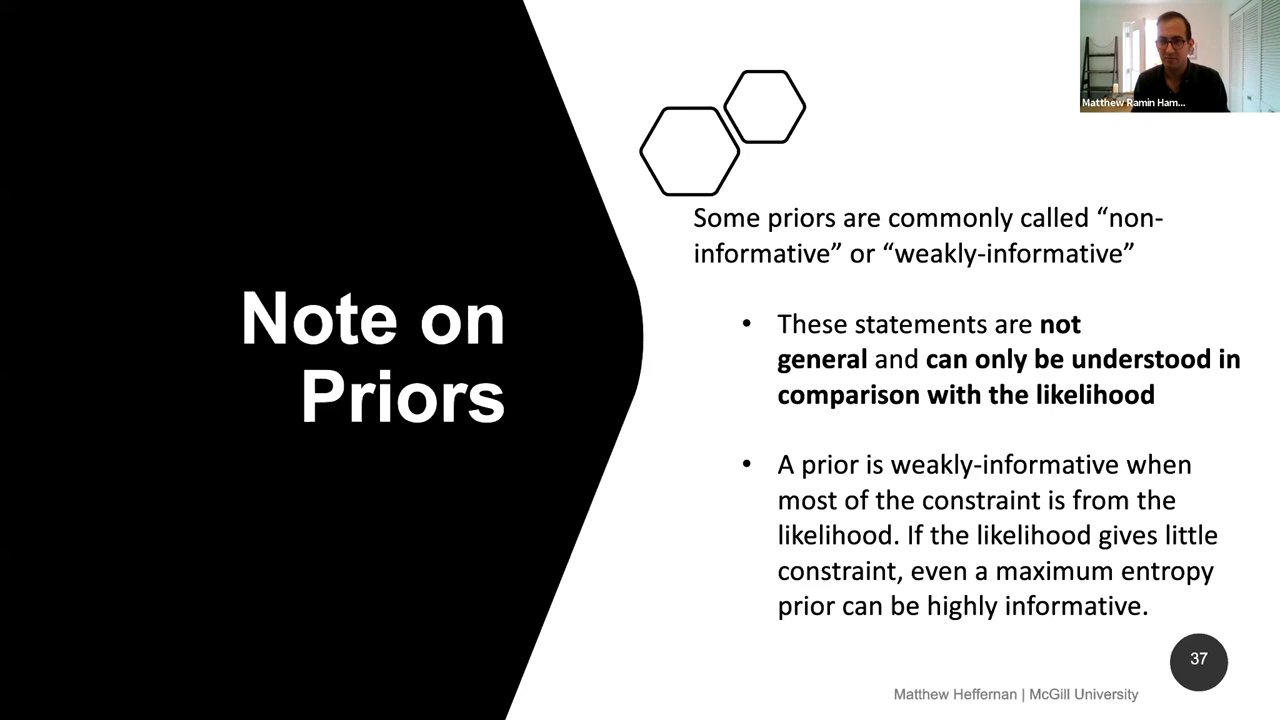 Matthew Ramin Ham...
Note on
Priors
Some priors are commonly called “non-
informative” or “weakly-informative”
• These statements are not
general and can only be understood in
comparison with the likelihood
• A prior is weakly-informative when
most of the constraint is from the
likelihood. If the likelihood gives little
constraint, even a maximum entropy
prior can be highly informative.
37
Matthew Heffernan | McGill University